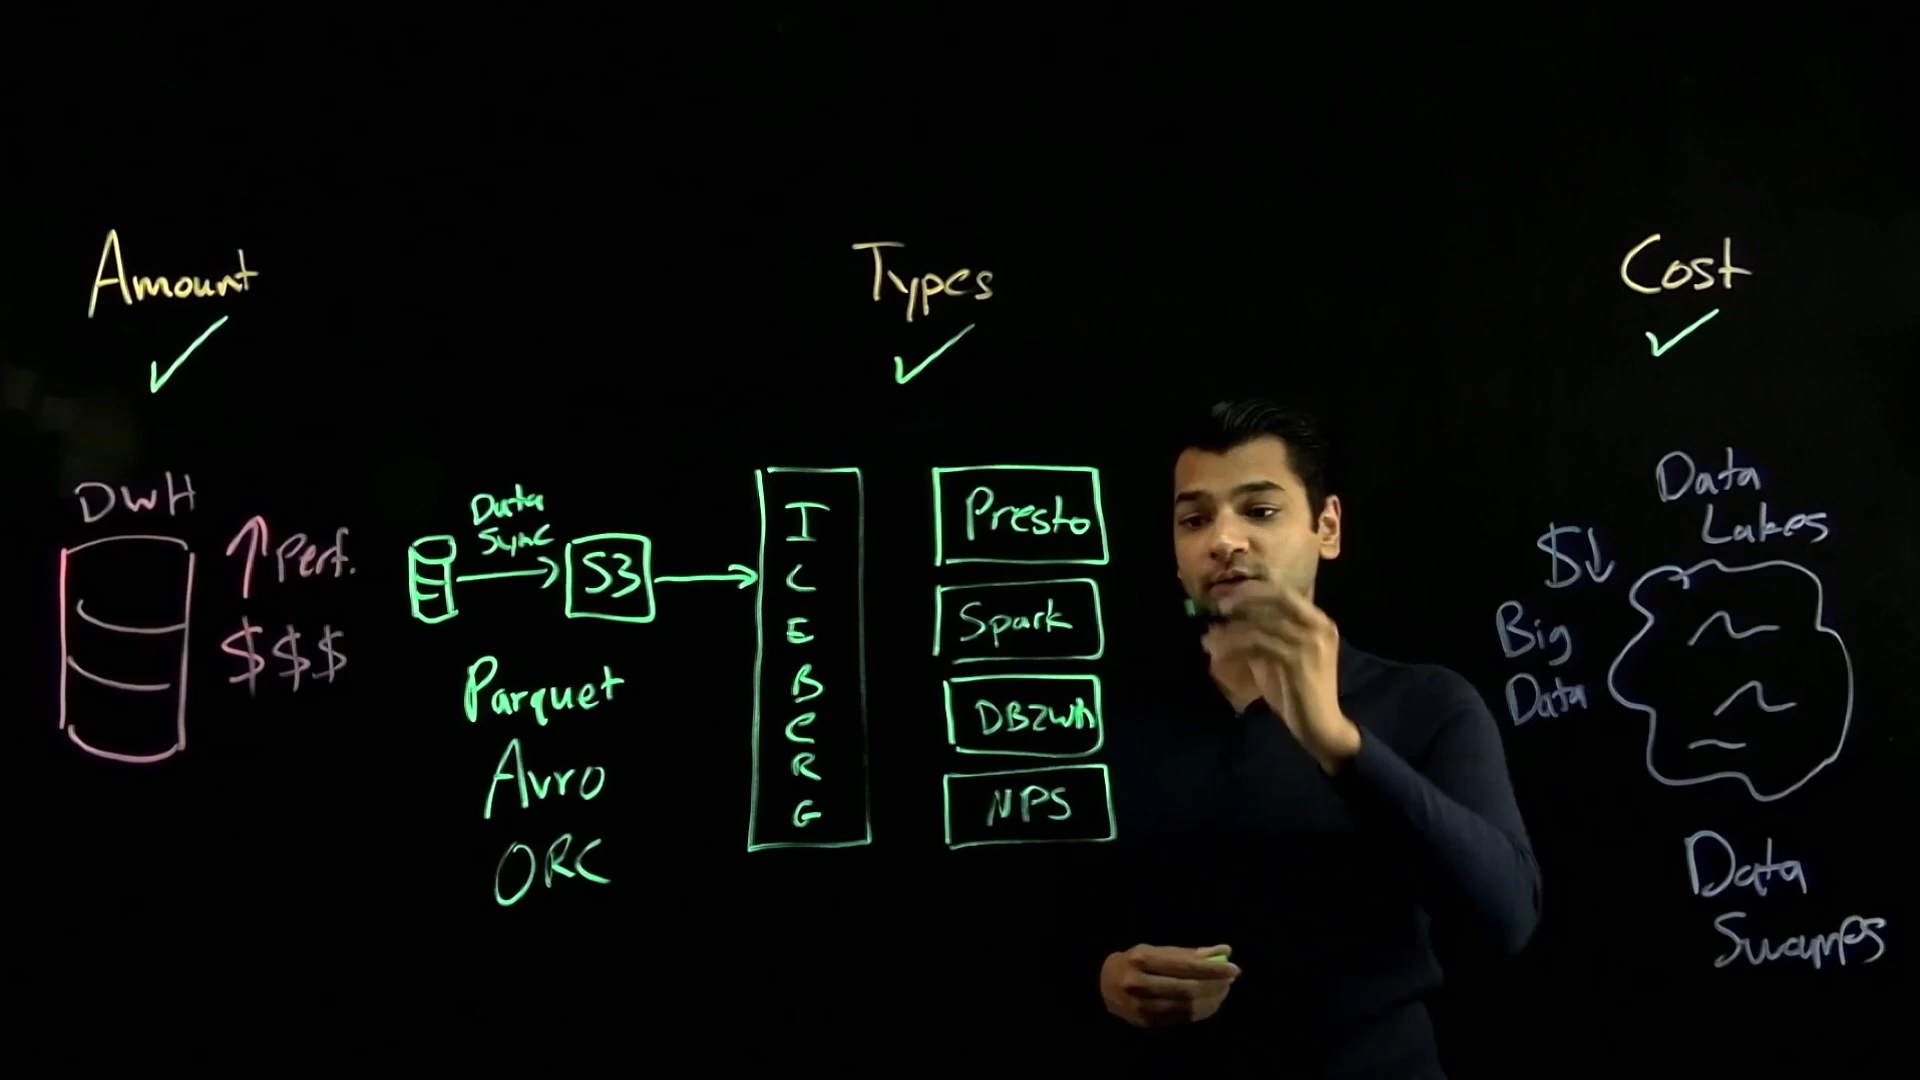 Amount
Types
Cost
DWH
↑ Perf.
$$$
Data
Sync
S3
Parquet
Avro
ORC
ICEBERG
Presto
Spark
DB2wh
NPS
Data
Lakes
$↓
Big
Data
Data
Swamps